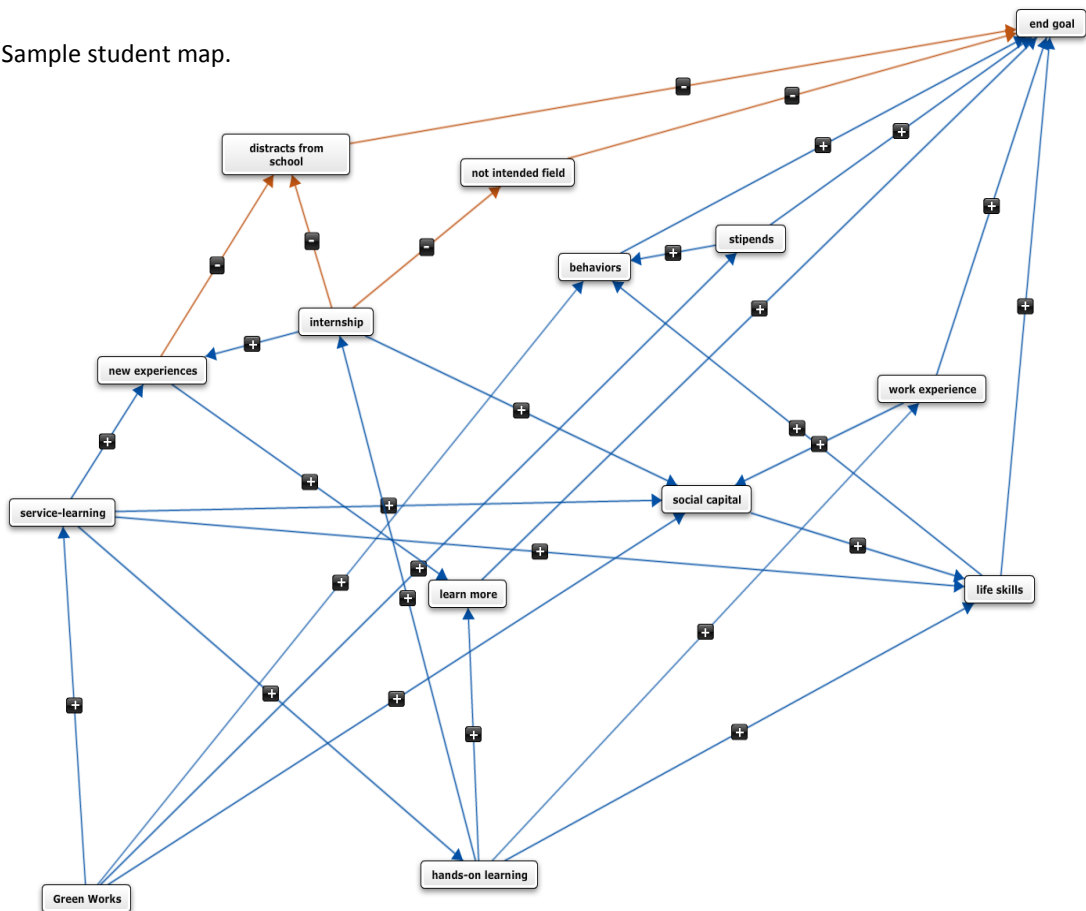 end goal
Sample student map.
-
-
distracts from
school
+
+
not intended field
+
stipends
-
-
-
+
behaviors
+
+
internship
+
new experiences
work experience
+
+
+
+
+
social capital
+
service-learning
+
+
+
+
+
learn more
life skills
+
+
+
+
+
+
+
hands-on learning
Green Works